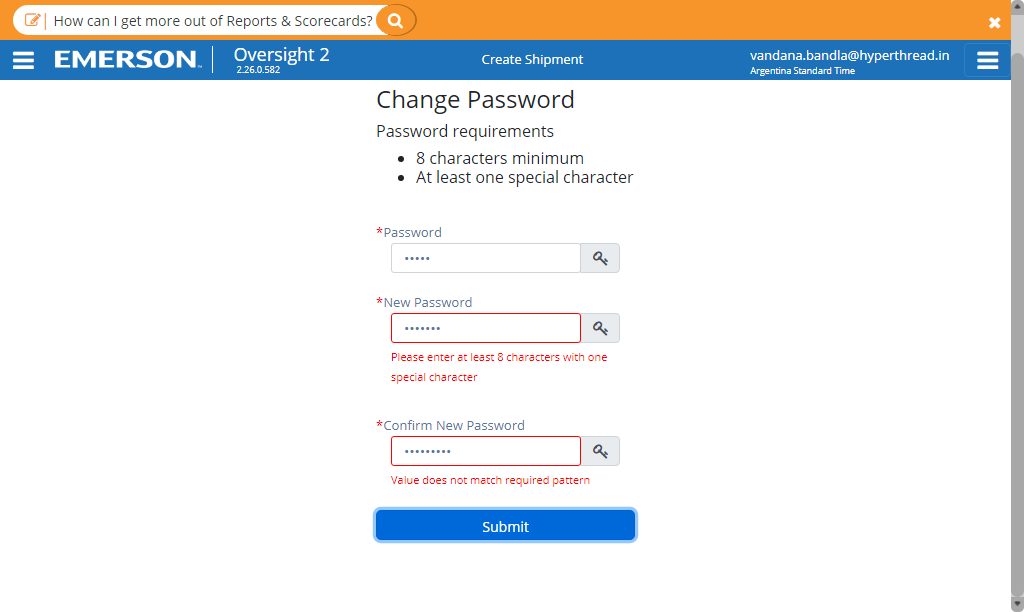 How can I get more out of Reports & Scorecards?
EMERSON™
Oversight 2
2.26.0.582
Create Shipment
vandana.bandla@hyperthread.in
Argentina Standard Time
Change Password
Password requirements
• 8 characters minimum
• At least one special character
*Password
•••••
*New Password
•••••••
Please enter at least 8 characters with one
special character
*Confirm New Password
•••••••••
Value does not match required pattern
Submit